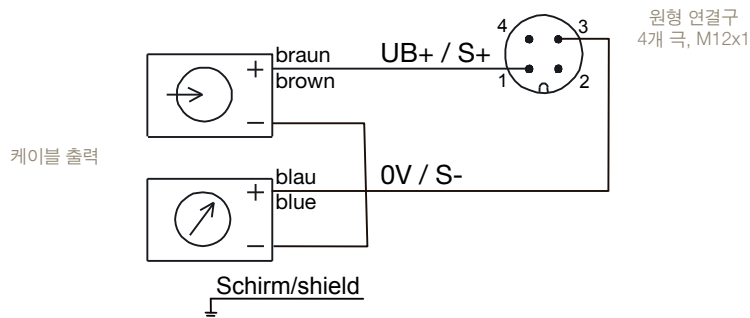 원형 연결구
4개 극, M12x1
4
3
1
2
braun
brown
UB+ / S+
+
−
케이블 출력
blau
blue
0V / S-
+
−
Schirm/shield